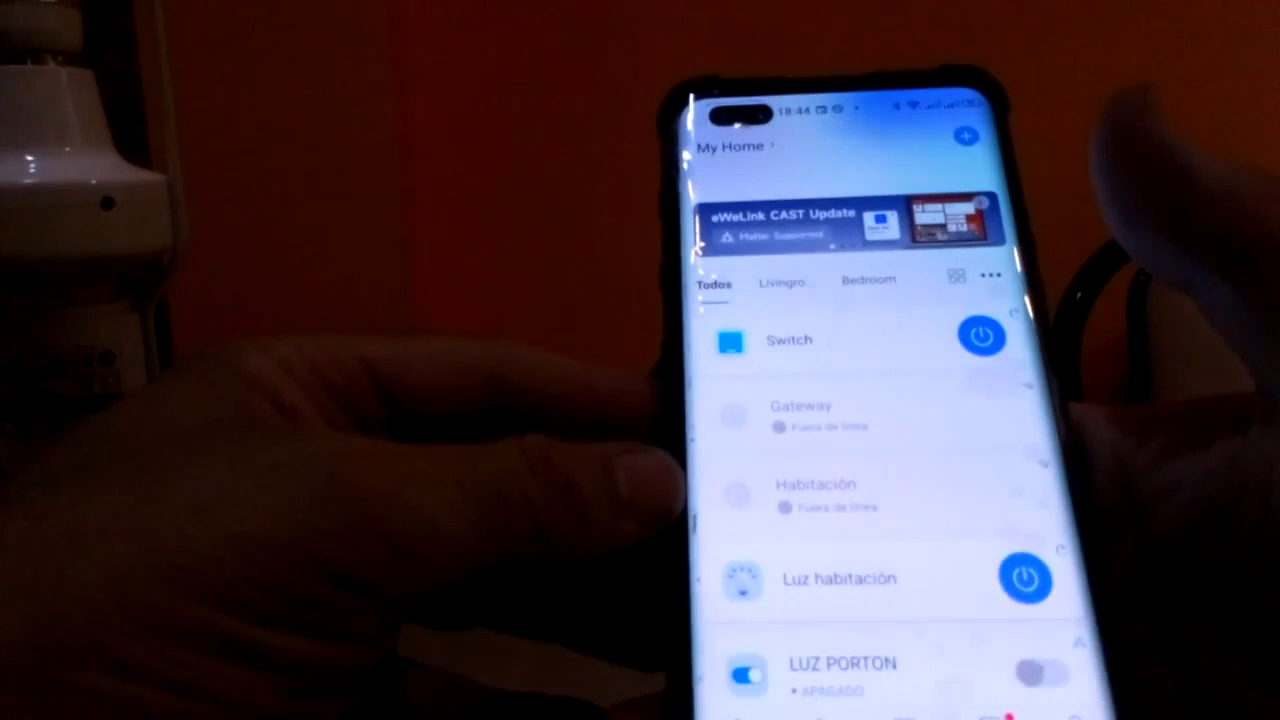 18:44
My Home >
eWeLink CAST Update
Matter Supported
Todos Livingro... Bedroom
Switch
Gateway
Fuera de línea
Habitación
Fuera de línea
Luz habitación
LUZ PORTON
• APAGADO